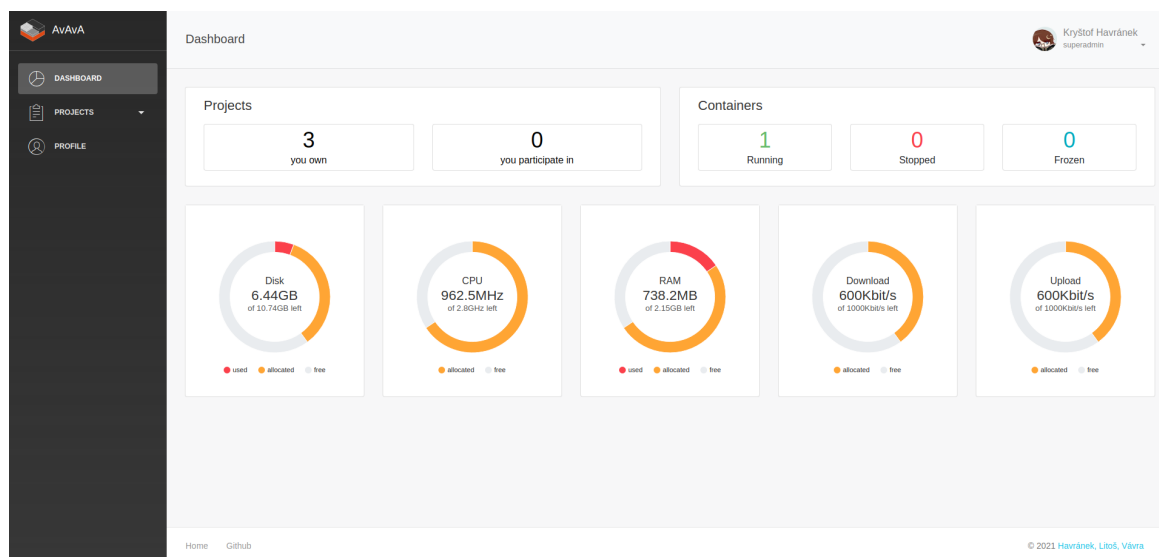 AvAvA
DASHBOARD
PROJECTS
PROFILE
Dashboard
Kryštof Havránek
superadmin
Projects
3
you own
0
you participate in
Containers
1
Running
0
Stopped
0
Frozen
Disk
6.44GB
of 10.74GB left
used allocated free
CPU
962.5MHz
of 2.8GHz left
allocated free
RAM
738.2MB
of 2.15GB left
used allocated free
Download
600Kbit/s
of 1000Kbit/s left
allocated free
Upload
600Kbit/s
of 1000Kbit/s left
allocated free
Home Github
© 2021 Havránek, Litoš, Vávra